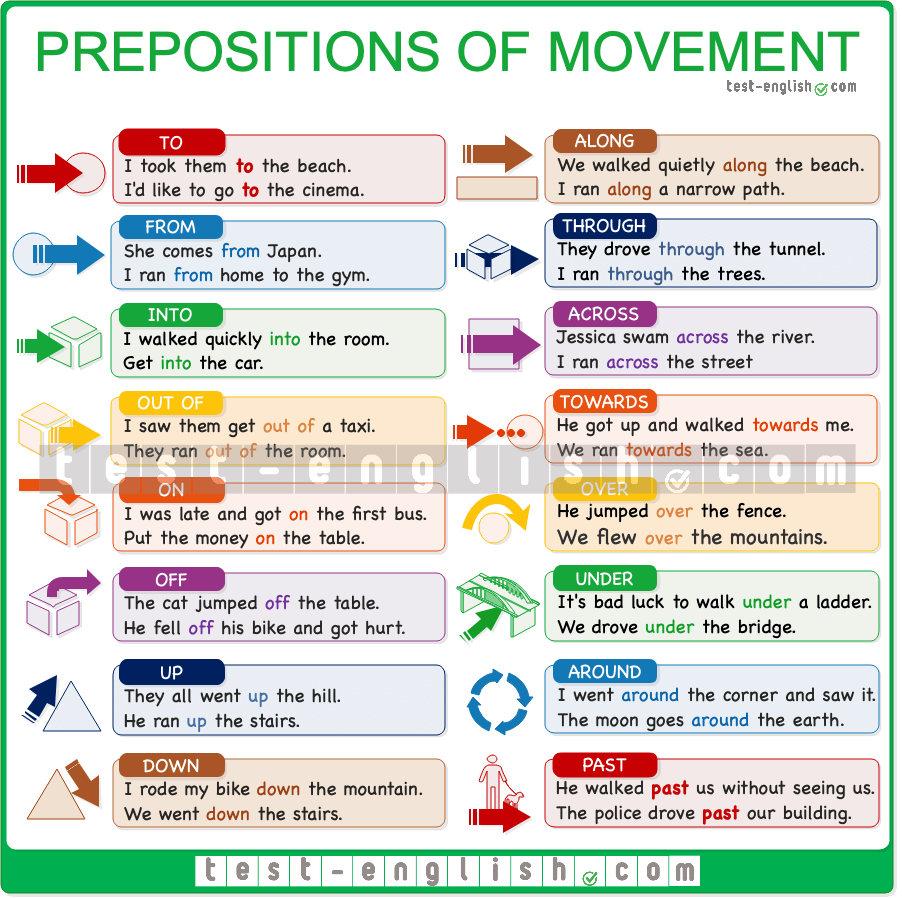 PREPOSITIONS OF MOVEMENT
test-english.com
TO
I took them to the beach.
I'd like to go to the cinema.
FROM
She comes from Japan.
I ran from home to the gym.
INTO
I walked quickly into the room.
Get into the car.
OUT OF
I saw them get out of a taxi.
They ran out of the room.
ON
I was late and got on the first bus.
Put the money on the table.
OFF
The cat jumped off the table.
He fell off his bike and got hurt.
UP
They all went up the hill.
He ran up the stairs.
DOWN
I rode my bike down the mountain.
We went down the stairs.
ALONG
We walked quietly along the beach.
I ran along a narrow path.
THROUGH
They drove through the tunnel.
I ran through the trees.
ACROSS
Jessica swam across the river.
I ran across the street
TOWARDS
He got up and walked towards me.
We ran towards the sea.
OVER
He jumped over the fence.
We flew over the mountains.
UNDER
It's bad luck to walk under a ladder.
We drove under the bridge.
AROUND
I went around the corner and saw it.
The moon goes around the earth.
PAST
He walked past us without seeing us.
The police drove past our building.
test-english.com
test-english.com